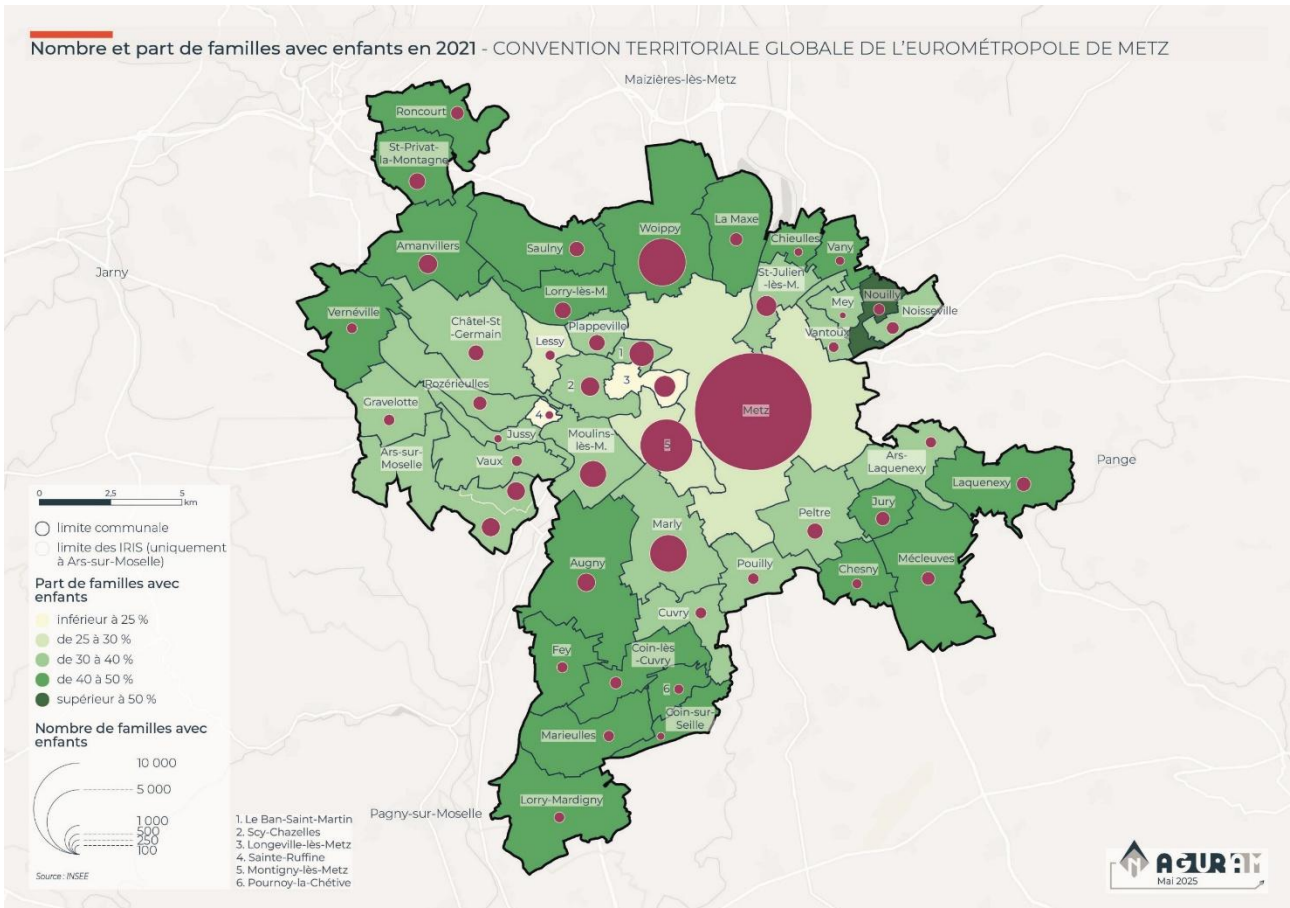 Nombre et part de familles avec enfants en 2021 - CONVENTION TERRITORIALE GLOBALE DE L'EUROMÉTROPOLE DE METZ
Maizières-lès-Metz
Roncourt
St-Privat-
la-Montagne
Woippy
La Maxe
Chieulles
Vany
Amanvillers
Saulny
Jarny
St-Julien
-lès-M.
Lorry-lès-M.
Mey
Nouilly
Noisseville
Vernéville
Châtel-St
-Germain
Plappeville
Vantoux
Lessy
1
2
3
Rozérieulles
Gravelotte
4
Metz
Jussy
Moulins-
lès-M.
5
Ars-sur-
Moselle
Vaux
Ars-
Laquenexy
Pange
Laquenexy
Jury
Peltre
Marly
Augny
Pouilly
Chesny
Mécleuves
Cuvry
Fey
Coin-lès
-Cuvry
6
Coin-sur-
Seille
Marieulles
Lorry-Mardigny
Pagny-sur-Moselle
0 2,5 5
km
limite communale
limite des IRIS (uniquement
à Ars-sur-Moselle)
Part de familles avec
enfants
inférieur à 25 %
de 25 à 30 %
de 30 à 40 %
de 40 à 50 %
supérieur à 50 %
Nombre de familles avec
enfants
10 000
5 000
1 000
500
250
100
Source : INSEE
1. Le Ban-Saint-Martin
2. Scy-Chazelles
3. Longeville-lès-Metz
4. Sainte-Ruffine
5. Montigny-lès-Metz
6. Pournoy-la-Chétive
N
AGURAM
Mai 2025